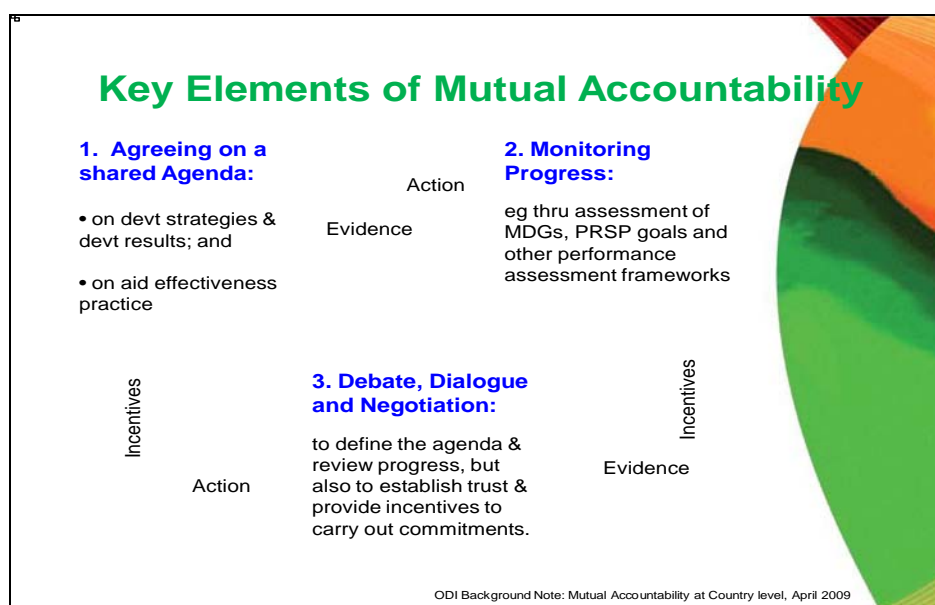 Key Elements of Mutual Accountability
1. Agreeing on a
shared Agenda:
• on devt strategies &
devt results; and
• on aid effectiveness
practice
Action
Evidence
2. Monitoring
Progress:
eg thru assessment of
MDGs, PRSP goals and
other performance
assessment frameworks
Incentives
Action
3. Debate, Dialogue
and Negotiation:
to define the agenda &
review progress, but
also to establish trust &
provide incentives to
carry out commitments.
Incentives
Evidence
ODI Background Note: Mutual Accountability at Country level, April 2009